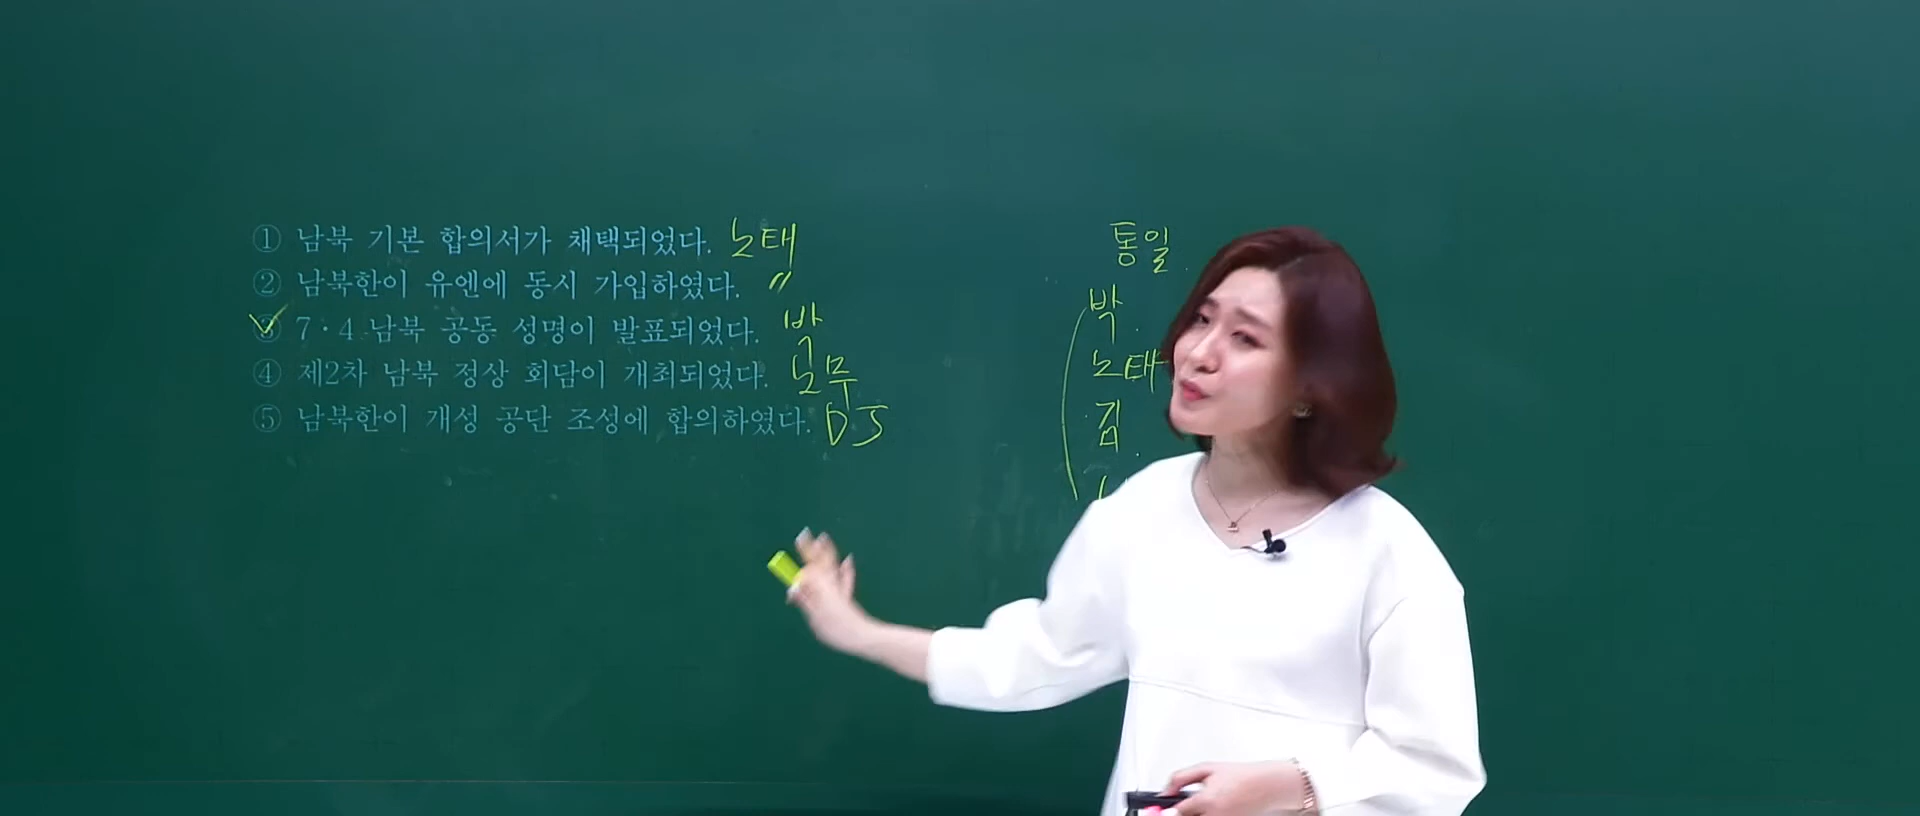 ① 남북 기본 합의서가 채택되었다. 노태
② 남북한이 유엔에 동시 가입하였다. 〃
③ 7·4 남북 공동 성명이 발표되었다. 박
④ 제2차 남북 정상 회담이 개최되었다. 노무
⑤ 남북한이 개성 공단 조성에 합의하였다. DJ
통일
박
노태
김